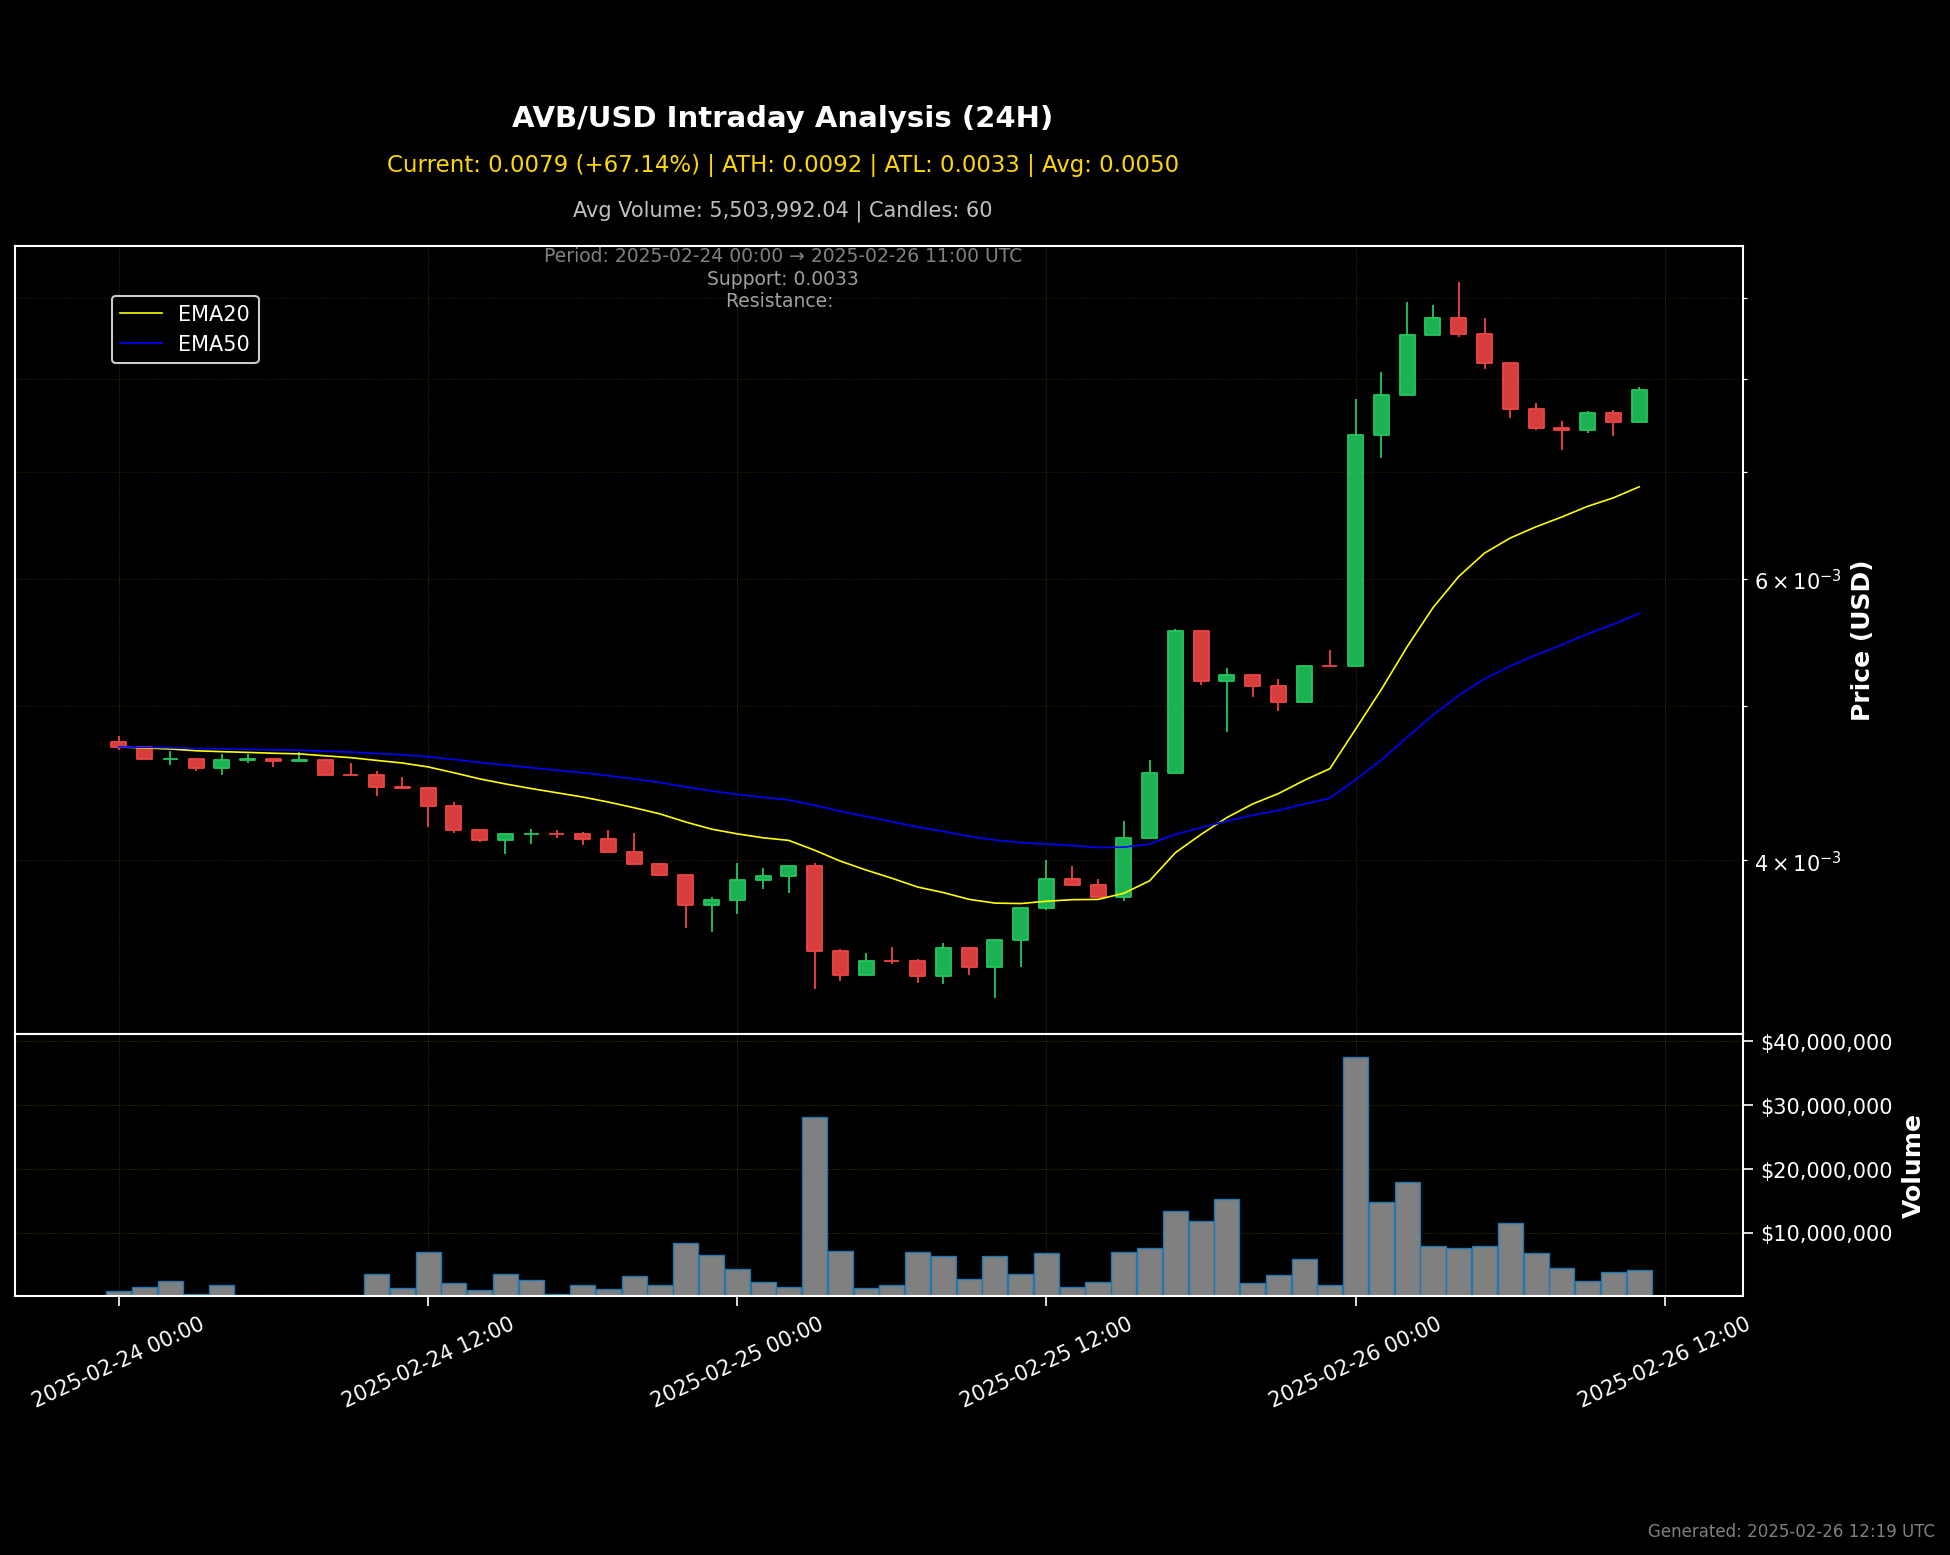 AVB/USD Intraday Analysis (24H)
Current: 0.0079 (+67.14%) | ATH: 0.0092 | ATL: 0.0033 | Avg: 0.0050
Avg Volume: 5,503,992.04 | Candles: 60
Period: 2025-02-24 00:00 → 2025-02-26 11:00 UTC
Support: 0.0033
Resistance:
EMA20
EMA50
6 × 10⁻³
4 × 10⁻³
Price (USD)
$40,000,000
$30,000,000
$20,000,000
$10,000,000
Volume
2025-02-24 00:00
2025-02-24 12:00
2025-02-25 00:00
2025-02-25 12:00
2025-02-26 00:00
2025-02-26 12:00
Generated: 2025-02-26 12:19 UTC